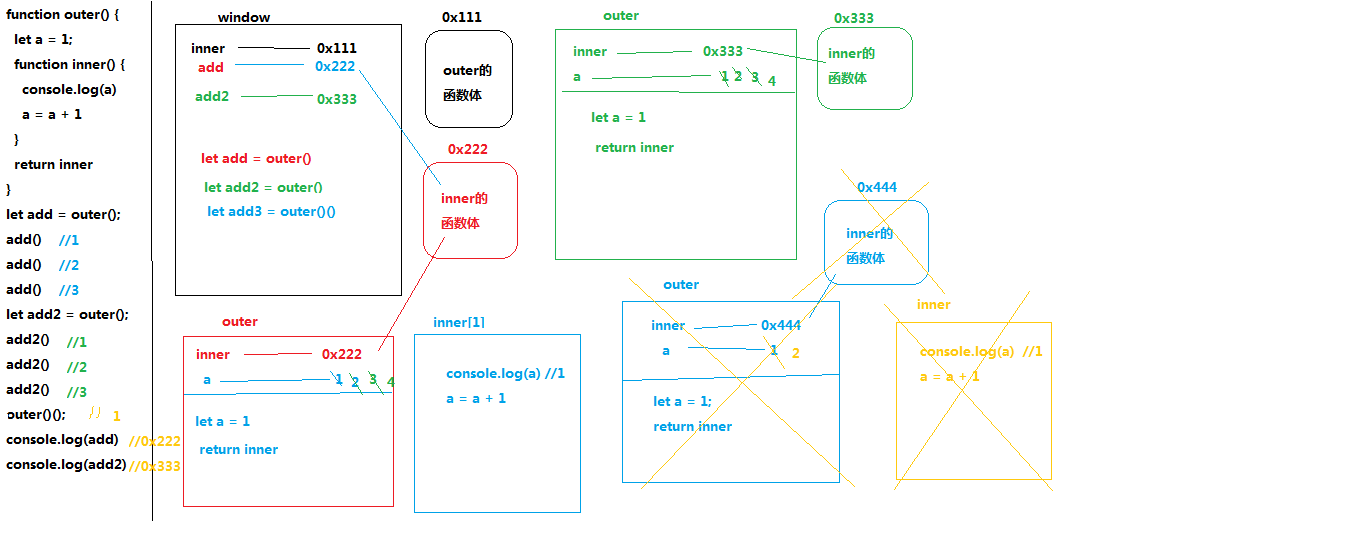 function outer() {
let a = 1;
function inner() {
console.log(a)
a = a + 1
}
return inner
}
let add = outer();
add() //1
add() //2
add() //3
let add2 = outer();
add2() //1
add2() //2
add2() //3
outer()(); // 1
console.log(add) //0x222
console.log(add2) //0x333
window
inner 0x111
add 0x222
add2 0x333
let add = outer()
let add2 = outer()
let add3 = outer()()
0x111
outer的
函数体
0x222
inner的
函数体
outer
inner 0x333
a 1 2 3 4
let a = 1
return inner
0x333
inner的
函数体
0x444
inner的
函数体
outer
inner 0x222
a 1 2 3 4
let a = 1
return inner
inner[1]
console.log(a) //1
a = a + 1
outer
inner 0x444
a 1 2
let a = 1;
return inner
inner
console.log(a) //1
a = a + 1